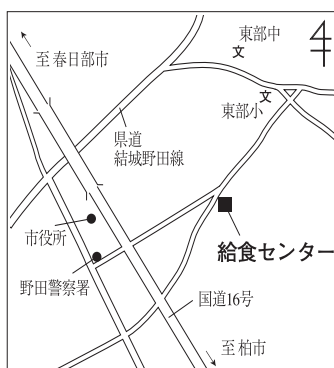 東部中
文
至春日部市
文
東部小
県道
結城野田線
市役所
給食センター
野田警察署
国道16号
至柏市